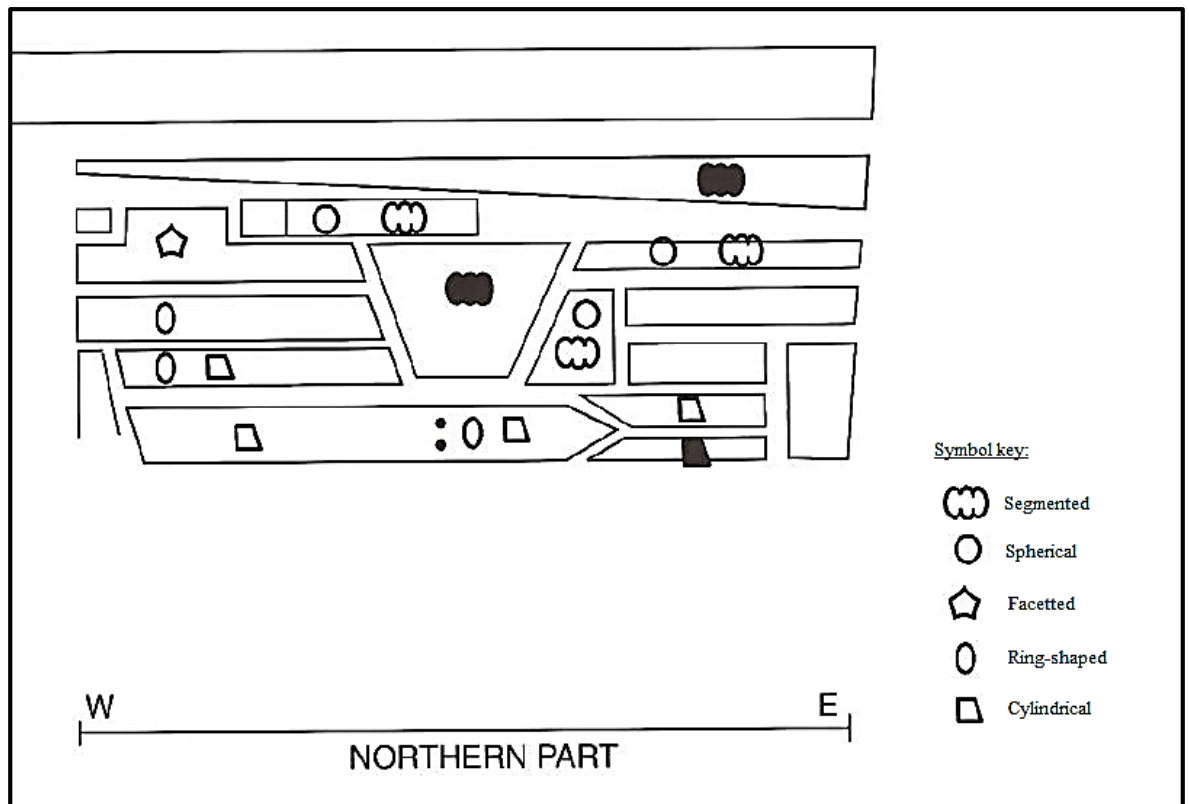 Symbol key:
Segmented
Spherical
Facetted
Ring-shaped
Cylindrical
W E
NORTHERN PART